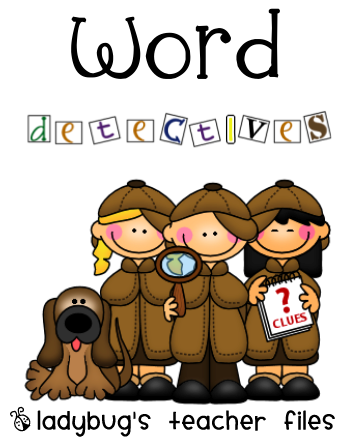 Word
detectives
?
CLUES
ladybug's teacher files